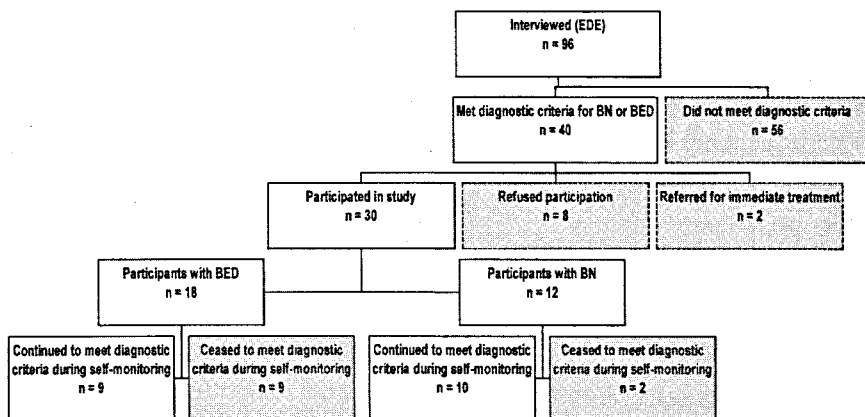 Interviewed (EDE)
n = 96
Met diagnostic criteria for BN or BED
n = 40
Did not meet diagnostic criteria
n = 56
Participated in study
n = 30
Refused participation
n = 8
Referred for immediate treatment
n = 2
Participants with BED
n = 18
Participants with BN
n = 12
Continued to meet diagnostic
criteria during self-monitoring
n = 9
Ceased to meet diagnostic
criteria during self-monitoring
n = 9
Continued to meet diagnostic
criteria during self-monitoring
n = 10
Ceased to meet diagnostic
criteria during self-monitoring
n = 2